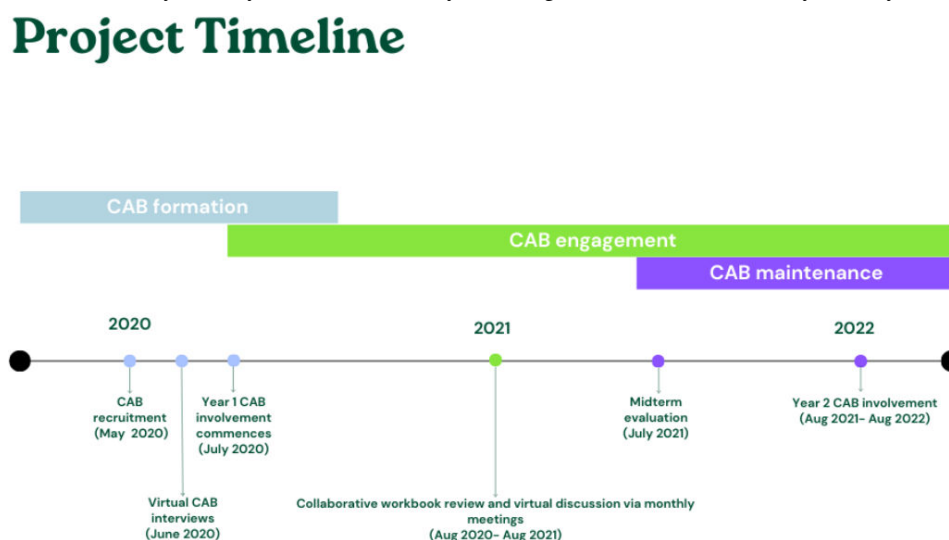 Project Timeline
CAB formation
CAB engagement
CAB maintenance
2020
2021
2022
CAB
recruitment
(May 2020)
Year 1 CAB
involvement
commences
(July 2020)
Midterm
evaluation
(July 2021)
Year 2 CAB involvement
(Aug 2021- Aug 2022)
Virtual CAB
interviews
(June 2020)
Collaborative workbook review and virtual discussion via monthly
meetings
(Aug 2020- Aug 2021)